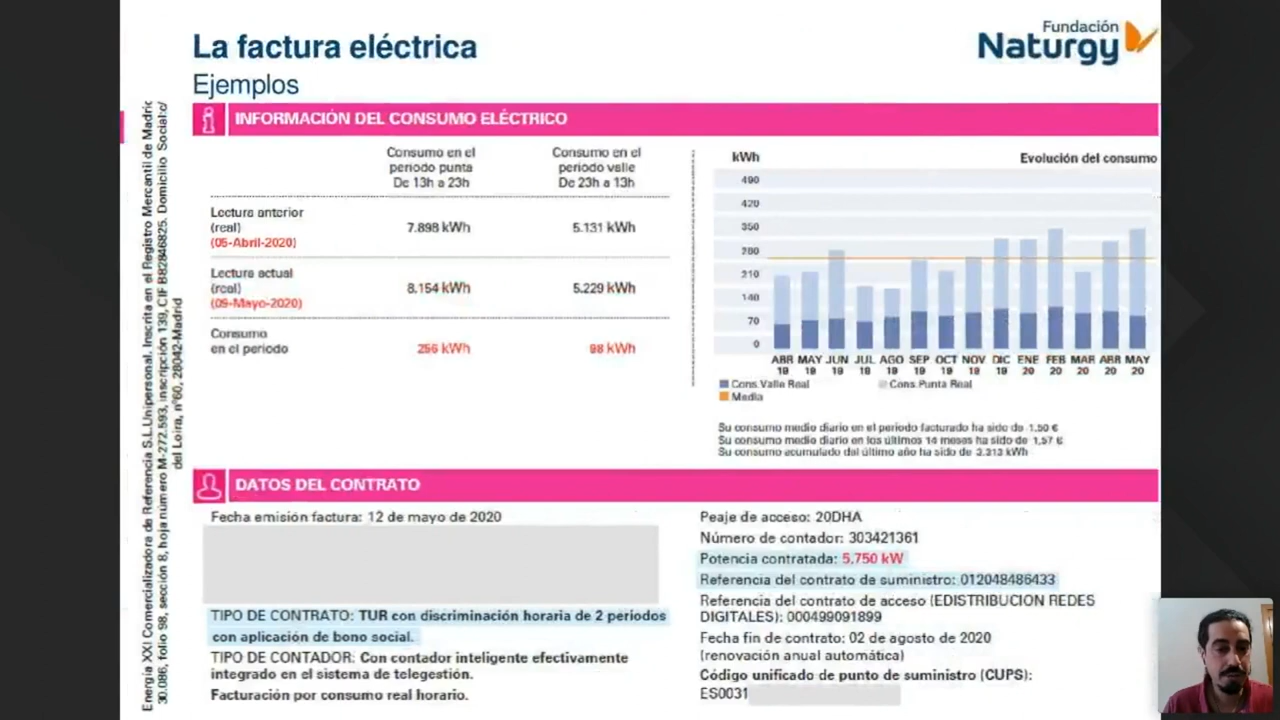 La factura eléctrica
Ejemplos
Fundación
Naturgy
Energía XXI Comercializadora de Referencia S.L.Unipersonal. Inscrita en el Registro Mercantil de Madrid
30.086, folio 98, sección 8, hoja número M-272.593, inscripción 139, CIF B82846825. Domicilio Social:c/
del Loira, nº60, 28042-Madrid
INFORMACIÓN DEL CONSUMO ELÉCTRICO
Consumo en el
periodo punta
De 13h a 23h
Consumo en el
periodo valle
De 23h a 13h
Lectura anterior
(real)
(05-Abril-2020)
7.898 kWh
5.131 kWh
Lectura actual
(real)
(09-Mayo-2020)
8.154 kWh
5.229 kWh
Consumo
en el periodo
256 kWh
98 kWh
kWh
Evolución del consumo
490
420
350
280
210
140
70
0
ABR MAY JUN JUL AGO SEP OCT NOV DIC ENE FEB MAR ABR MAY
19 19 19 19 19 19 19 19 19 20 20 20 20 20
Cons.Valle Real
Cons.Punta Real
Media
Su consumo medio diario en el periodo facturado ha sido de 1,50 €
Su consumo medio diario en los últimos 14 meses ha sido de 1,57 €
Su consumo acumulado del último año ha sido de 3.313 kWh
DATOS DEL CONTRATO
Fecha emisión factura: 12 de mayo de 2020
TIPO DE CONTRATO: TUR con discriminación horaria de 2 periodos
con aplicación de bono social.
TIPO DE CONTADOR: Con contador inteligente efectivamente
integrado en el sistema de telegestión.
Facturación por consumo real horario.
Peaje de acceso: 20DHA
Número de contador: 303421361
Potencia contratada: 5,750 kW
Referencia del contrato de suministro: 012048486433
Referencia del contrato de acceso (EDISTRIBUCION REDES
DIGITALES): 000499091899
Fecha fin de contrato: 02 de agosto de 2020
(renovación anual automática)
Código unificado de punto de suministro (CUPS):
ES0031